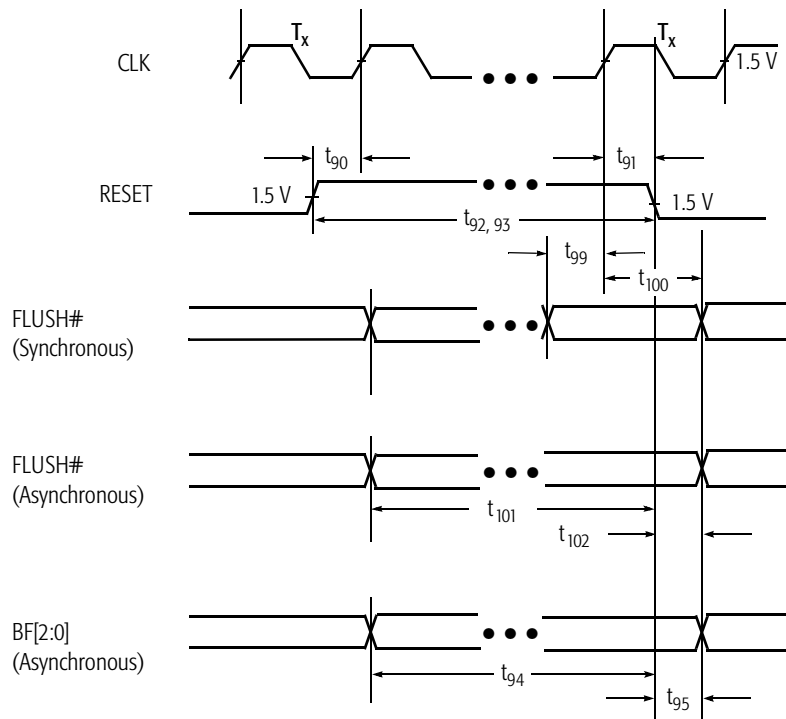 Tx Tx
CLK
1.5 V
t90 t91
RESET
1.5 V 1.5 V
t92, 93
t99
t100
FLUSH#
(Synchronous)
FLUSH#
(Asynchronous)
t101
t102
BF[2:0]
(Asynchronous)
t94
t95